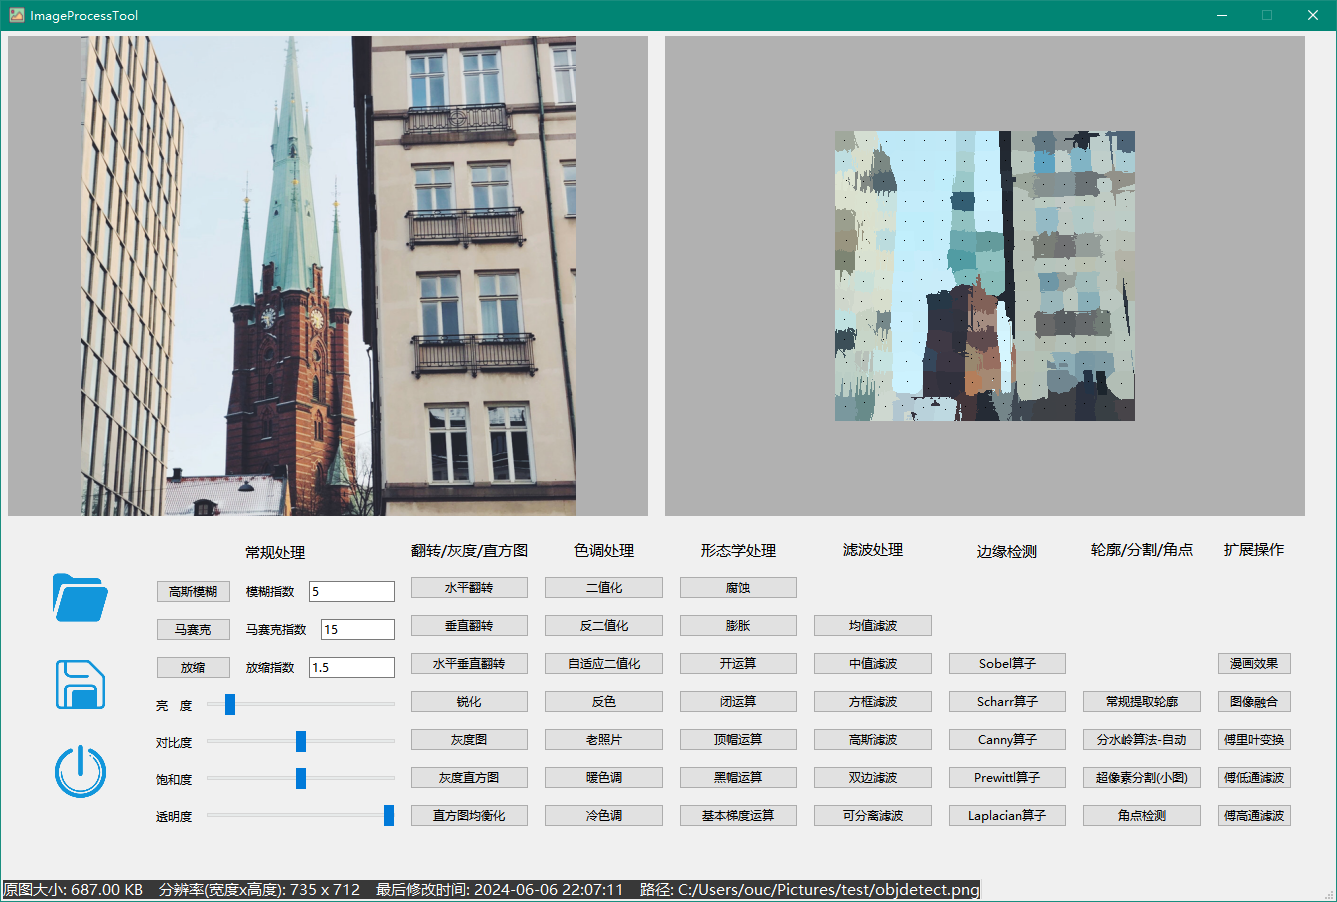 ImageProcessTool
常规处理 翻转/灰度/直方图 色调处理 形态学处理 滤波处理 边缘检测 轮廓/分割/角点 扩展操作
高斯模糊 模糊指数 5 水平翻转 二值化 腐蚀
马赛克 马赛克指数 15 垂直翻转 反二值化 膨胀 均值滤波
放缩 放缩指数 1.5 水平垂直翻转 自适应二值化 开运算 中值滤波 Sobel算子 漫画效果
亮 度 锐化 反色 闭运算 方框滤波 Scharr算子 常规提取轮廓 图像融合
对比度 灰度图 老照片 顶帽运算 高斯滤波 Canny算子 分水岭算法-自动 傅里叶变换
饱和度 灰度直方图 暖色调 黑帽运算 双边滤波 Prewitt算子 超像素分割(小图) 傅低通滤波
透明度 直方图均衡化 冷色调 基本梯度运算 可分离滤波 Laplacian算子 角点检测 傅高通滤波
原图大小: 687.00 KB 分辨率(宽度x高度): 735 x 712 最后修改时间: 2024-06-06 22:07:11 路径: C:/Users/ouc/Pictures/test/objdetect.png